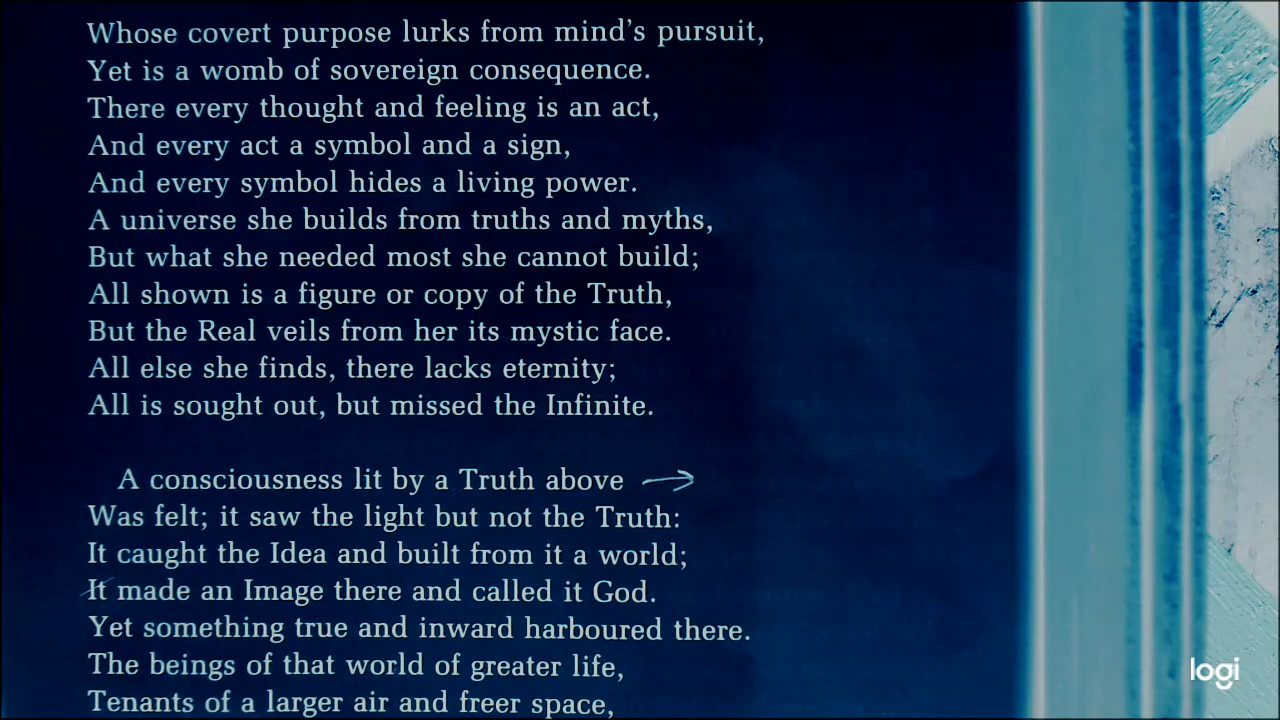 Whose covert purpose lurks from mind’s pursuit,
Yet is a womb of sovereign consequence.
There every thought and feeling is an act,
And every act a symbol and a sign,
And every symbol hides a living power.
A universe she builds from truths and myths,
But what she needed most she cannot build;
All shown is a figure or copy of the Truth,
But the Real veils from her its mystic face.
All else she finds, there lacks eternity;
All is sought out, but missed the Infinite.
A consciousness lit by a Truth above →
Was felt; it saw the light but not the Truth:
It caught the Idea and built from it a world;
It made an Image there and called it God.
Yet something true and inward harboured there.
The beings of that world of greater life,
Tenants of a larger air and freer space,
logi